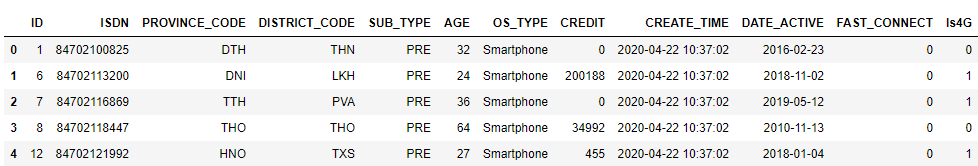 ID ISDN PROVINCE_CODE DISTRICT_CODE SUB_TYPE AGE OS_TYPE CREDIT CREATE_TIME DATE_ACTIVE FAST_CONNECT Is4G
0 1 84702100825 DTH THN PRE 32 Smartphone 0 2020-04-22 10:37:02 2016-02-23 0 0
1 6 84702113200 DNI LKH PRE 24 Smartphone 200188 2020-04-22 10:37:02 2018-11-02 0 1
2 7 84702116869 TTH PVA PRE 36 Smartphone 0 2020-04-22 10:37:02 2019-05-12 0 1
3 8 84702118447 THO THO PRE 64 Smartphone 34992 2020-04-22 10:37:02 2010-11-13 0 0
4 12 84702121992 HNO TXS PRE 27 Smartphone 455 2020-04-22 10:37:02 2018-01-04 0 1